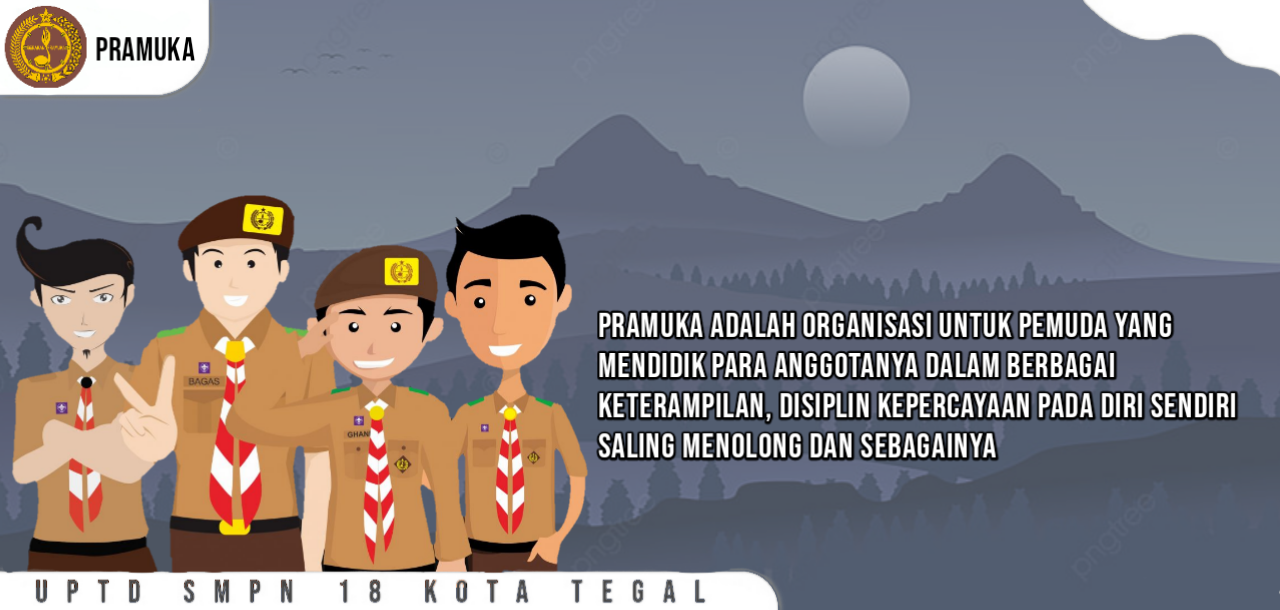 PRAMUKA
BAGAS
PRAMUKA ADALAH ORGANISASI UNTUK PEMUDA YANG
MENDIDIK PARA ANGGOTANYA DALAM BERBAGAI
KETERAMPILAN, DISIPLIN KEPERCAYAAN PADA DIRI SENDIRI
SALING MENOLONG DAN SEBAGAINYA
UPTD SMPN 18 KOTA TEGAL
pngtree